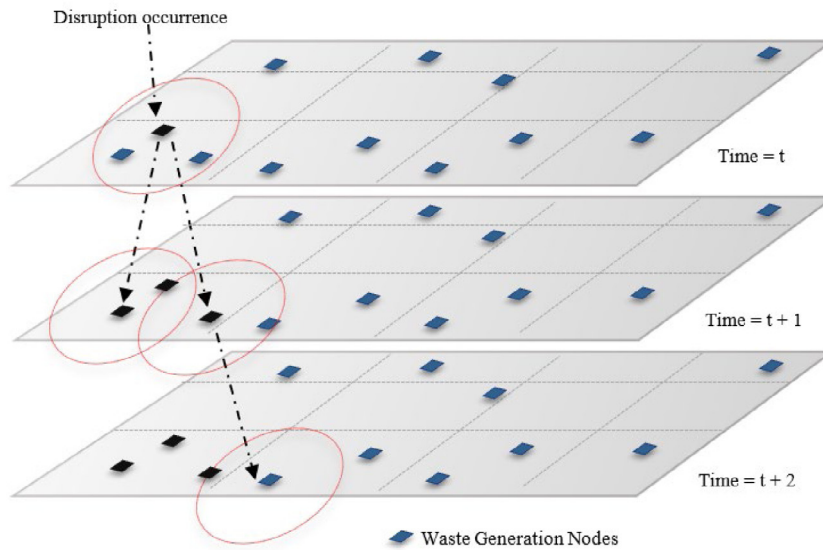 Disruption occurrence
Time = t
Time = t + 1
Time = t + 2
Waste Generation Nodes